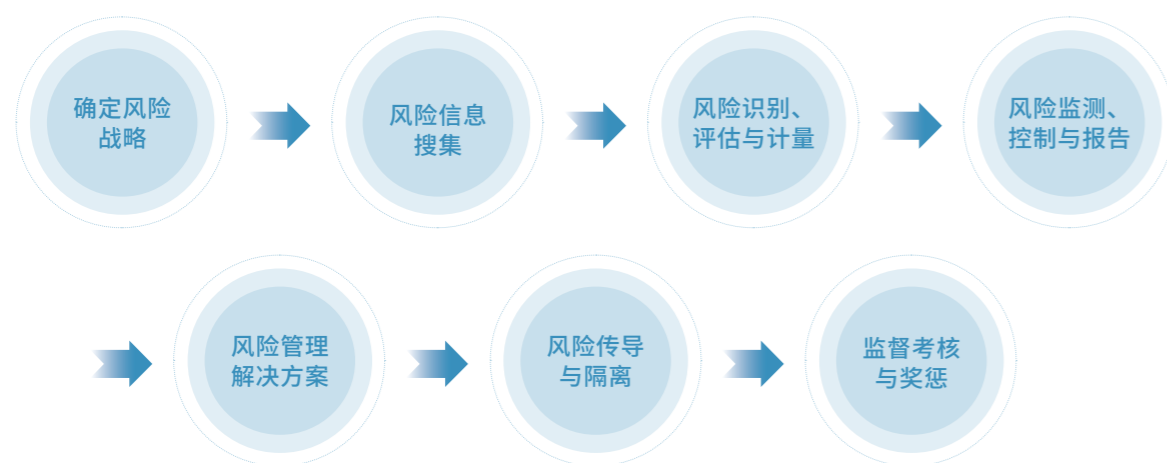 确定风险
战略
风险信息
搜集
风险识别、
评估与计量
风险监测、
控制与报告
风险管理
解决方案
风险传导
与隔离
监督考核
与奖惩